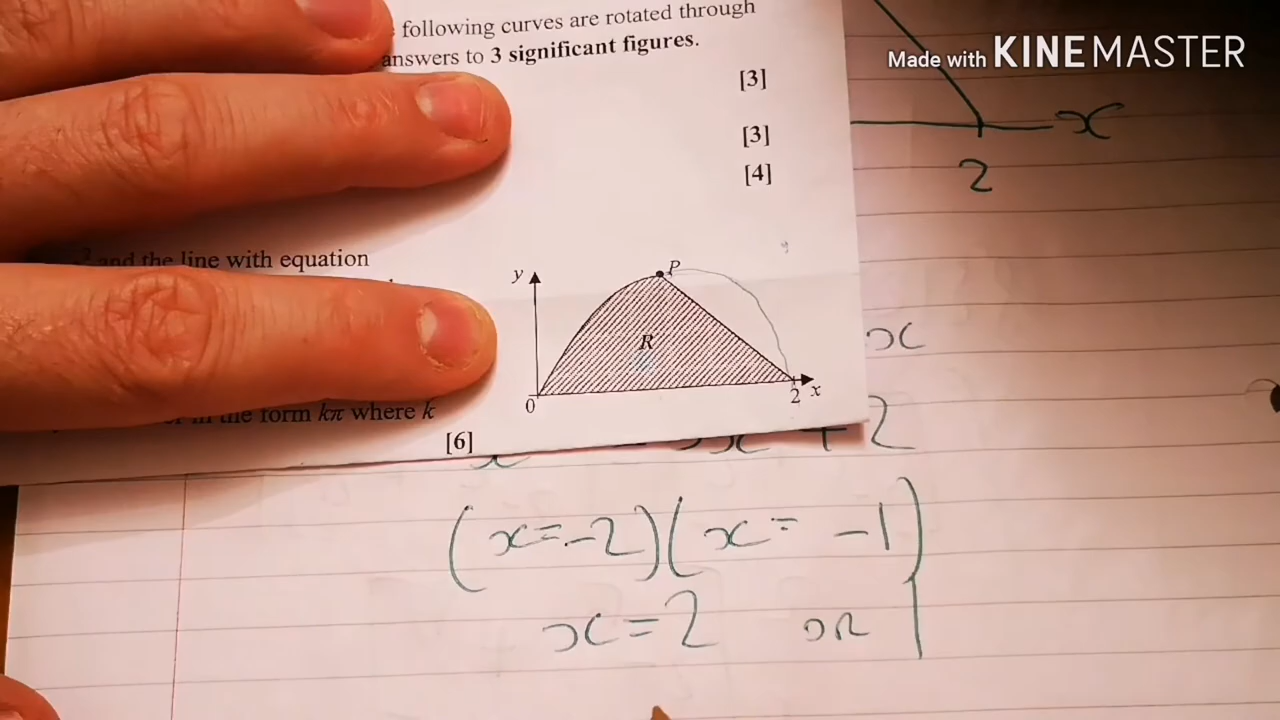 following curves are rotated through
answers to 3 significant figures.
[3]
[3]
[4]
and the line with equation
in the form kπ where k
[6]
y
P
R
0
2 x
Made with KINEMASTER
x
2
x
x + 2
(x=-2)(x= -1)
x=2 or 1